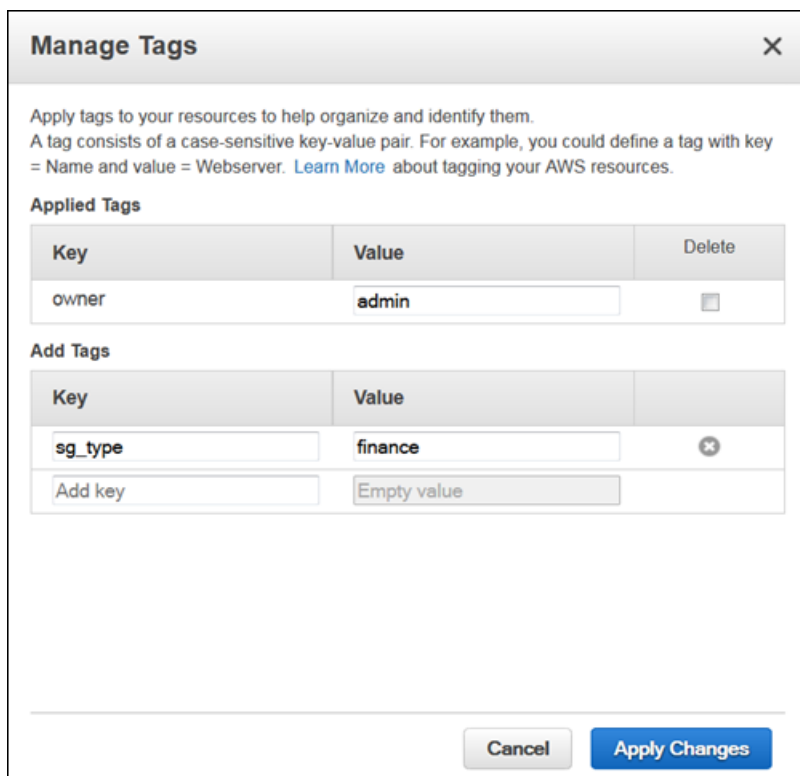 Manage Tags
Apply tags to your resources to help organize and identify them.
A tag consists of a case-sensitive key-value pair. For example, you could define a tag with key
= Name and value = Webserver. Learn More about tagging your AWS resources.
Applied Tags
Key Value Delete
owner admin
Add Tags
Key Value
sg_type finance
Add key Empty value
Cancel Apply Changes